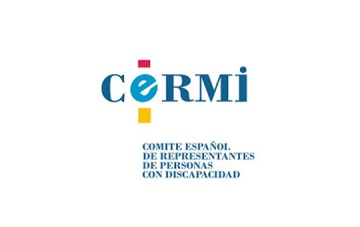 CeRMi
COMITE ESPAÑOL
DE REPRESENTANTES
DE PERSONAS
CON DISCAPACIDAD